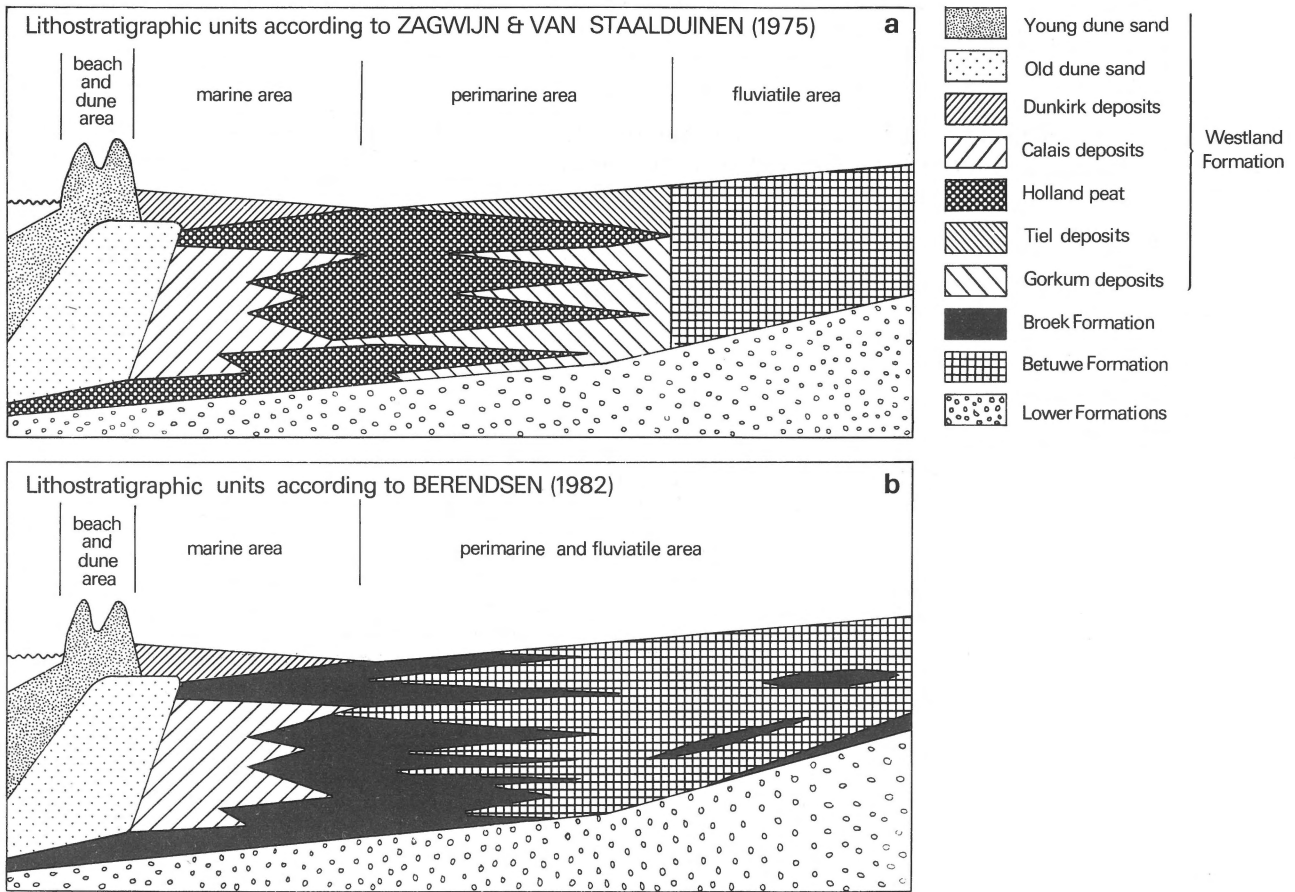 Lithostratigraphic units according to ZAGWIJN & VAN STAALDUINEN (1975)
a
beach
and
dune
area
marine area
perimarine area
fluviatile area
Young dune sand
Old dune sand
Dunkirk deposits
Calais deposits
Holland peat
Tiel deposits
Gorkum deposits
Broek Formation
Betuwe Formation
Lower Formations
Westland
Formation
Lithostratigraphic units according to BERENDSEN (1982)
b
beach
and
dune
area
marine area
perimarine and fluviatile area